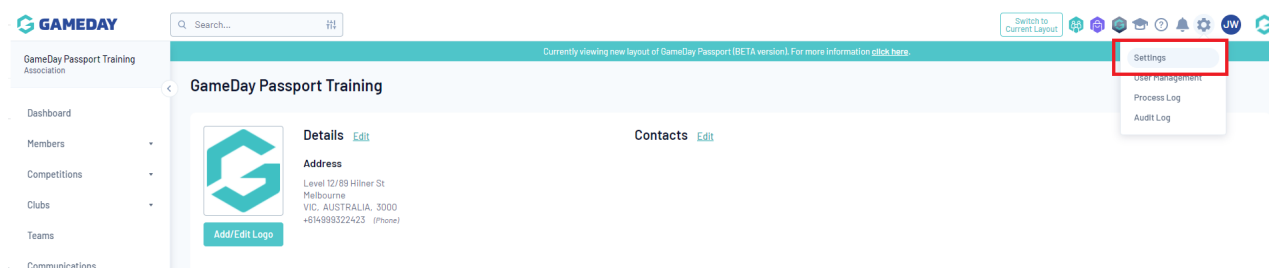 GAMEDAY
Search...
Switch to
Current Layout
JW
GameDay Passport Training
Association
Currently viewing new layout of GameDay Passport (BETA version). For more information click here.
Settings
User Management
Process Log
Audit Log
GameDay Passport Training
Dashboard
Members
Competitions
Clubs
Teams
Communications
Details Edit
Contacts Edit
Address
Level 12/89 Hilner St
Melbourne
VIC, AUSTRALIA, 3000
+614999322423 (Phone)
Add/Edit Logo